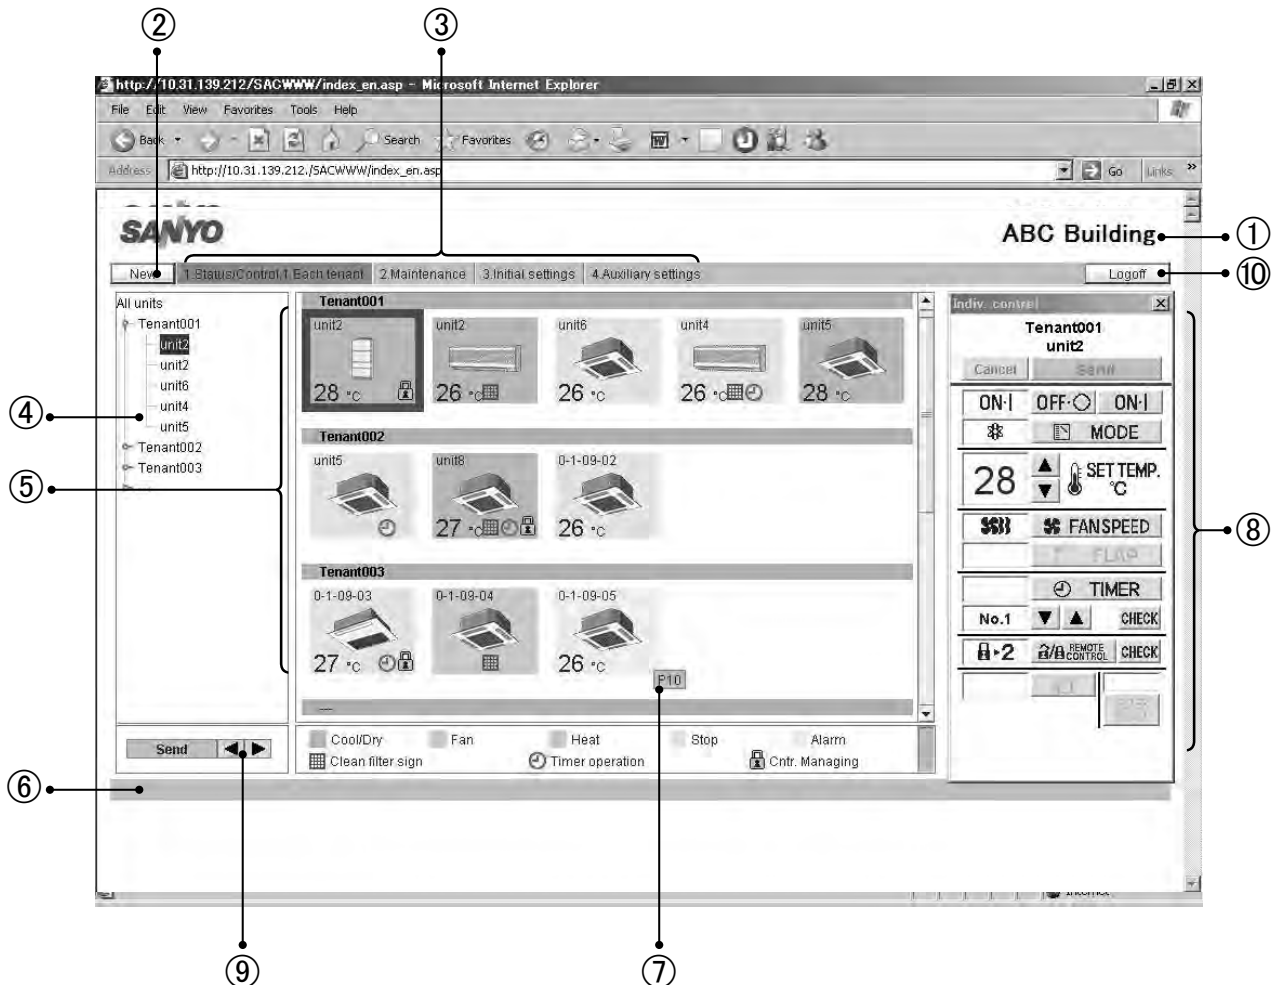 ② ③
http://10.31.139.212/SACWWW/index_en.asp - Microsoft Internet Explorer
File Edit View Favorites Tools Help
Back Search Favorites
Address http://10.31.139.212./SACWWW/index_en.asp Go Links »
SANYO
ABC Building ①
New 1.Status/Control,1.Each tenant 2.Maintenance 3.Initial settings 4.Auxiliary settings Logoff ⑩
All units
Tenant001
unit2
unit2
unit6
unit4
unit5
Tenant002
Tenant003
④
⑤
Tenant001
unit2 unit2 unit6 unit4 unit5
28 °C 26 °C 26 °C 26 °C 28 °C
Tenant002
unit5 unit8 0-1-09-02
27 °C 26 °C
Tenant003
0-1-09-03 0-1-09-04 0-1-09-05
27 °C 26 °C
P10
Indiv. control
Tenant001
unit2
Cancel Send
ON·| OFF·○ ON·|
MODE
28 SET TEMP. °C
FANSPEED
FLAP
TIMER
No.1 CHECK
2 REMOTE CONTROL CHECK
⑧
Send
Cool/Dry Fan Heat Stop Alarm
Clean filter sign Timer operation Cntr. Managing
⑥
Internet
⑨ ⑦